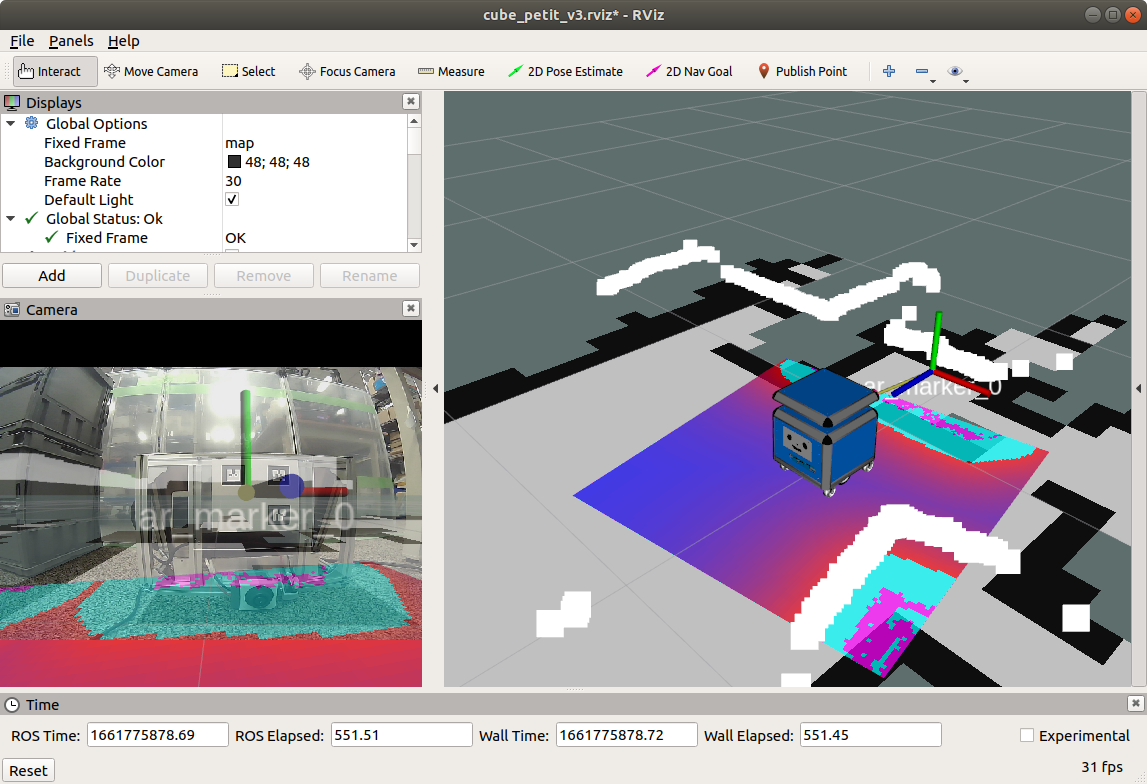 cube_petit_v3.rviz* - RViz
File Panels Help
Interact Move Camera Select Focus Camera Measure 2D Pose Estimate 2D Nav Goal Publish Point
Displays
Global Options
Fixed Frame map
Background Color 48; 48; 48
Frame Rate 30
Default Light
Global Status: Ok
Fixed Frame OK
Add Duplicate Remove Rename
Camera
ar_marker_0
ar_marker_0
Time
ROS Time: 1661775878.69 ROS Elapsed: 551.51 Wall Time: 1661775878.72 Wall Elapsed: 551.45 Experimental
Reset 31 fps